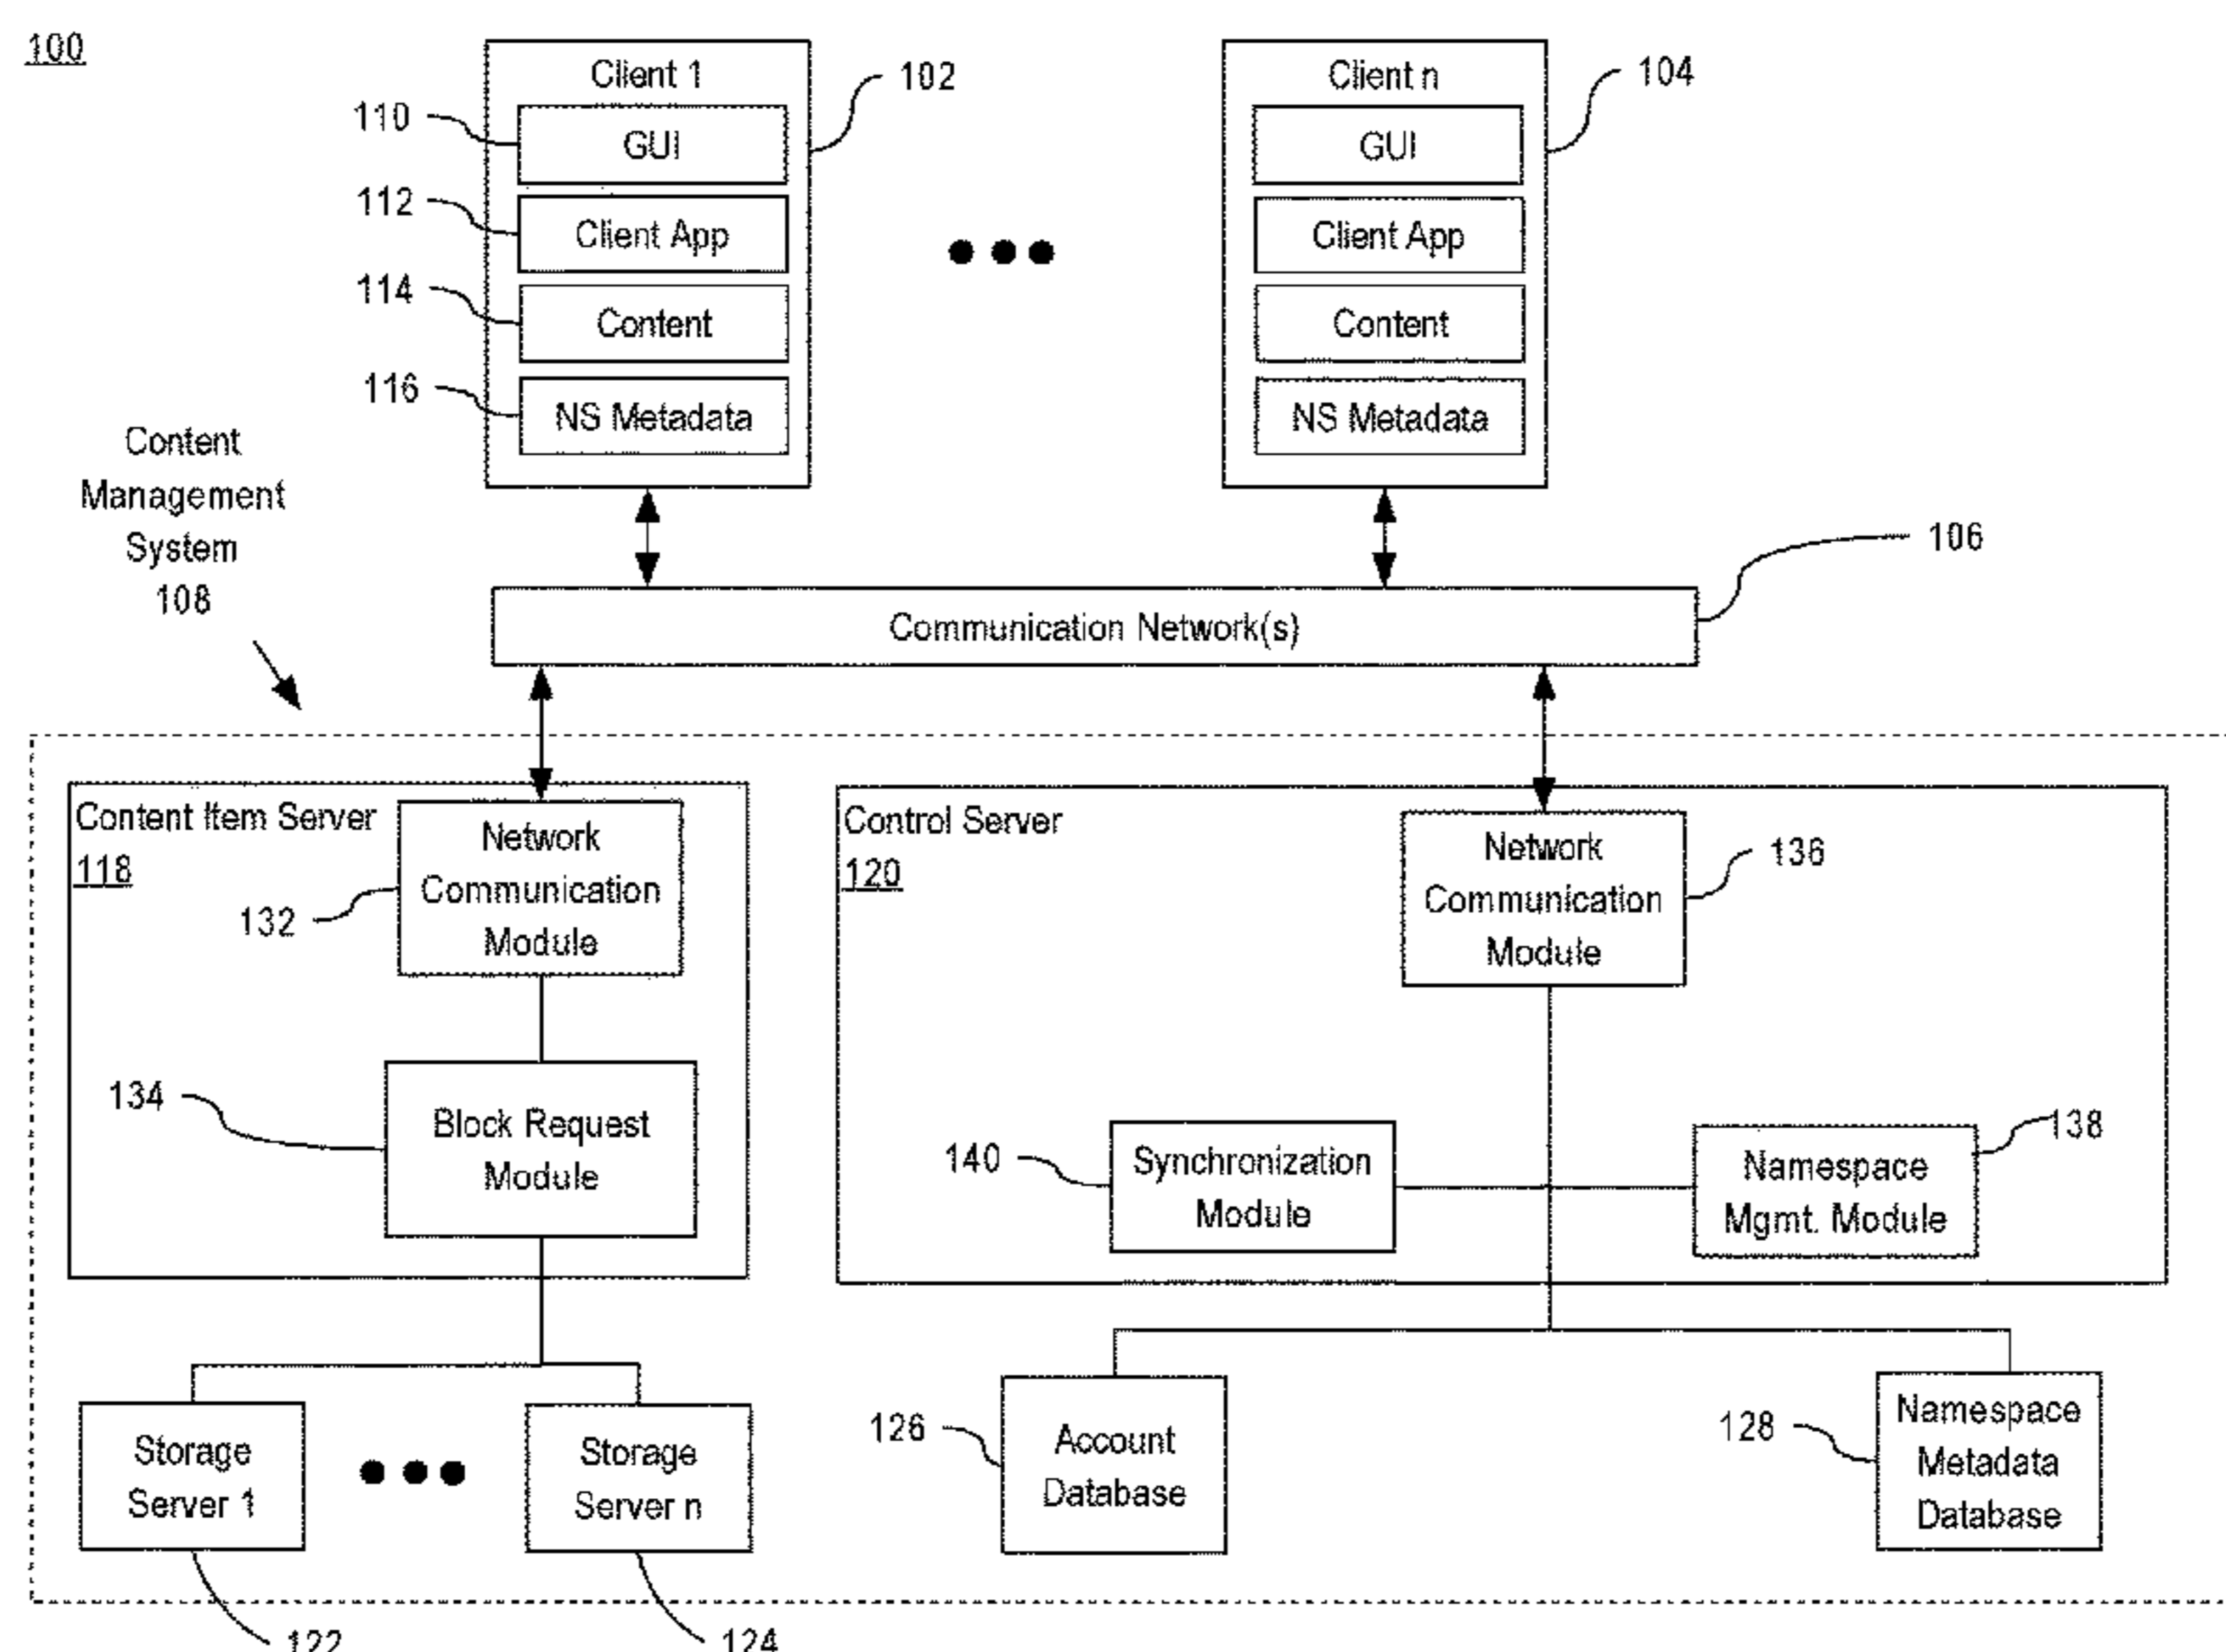 100
Client 1
102
110
GUI
112
Client App
114
Content
116
NS Metadata
Client n
104
GUI
Client App
Content
NS Metadata
Content
Management
System
108
106
Communication Network(s)
Content Item Server
118
Network
Communication
Module
132
134
Block Request
Module
Control Server
120
Network
Communication
Module
136
140
Synchronization
Module
138
Namespace
Mgmt. Module
Storage
Server 1
122
Storage
Server n
124
126
Account
Database
128
Namespace
Metadata
Database